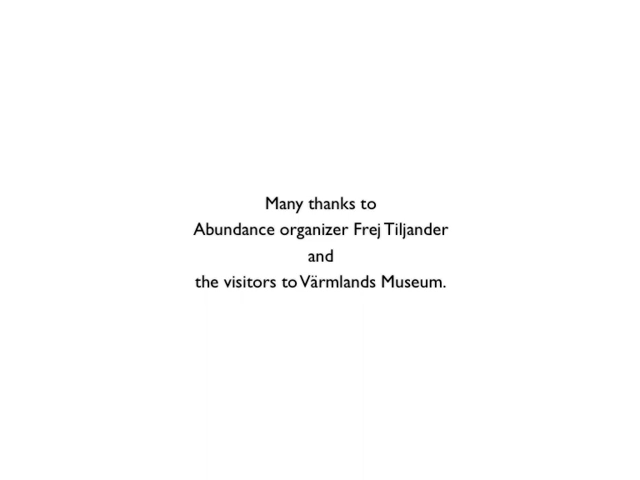 Many thanks to
Abundance organizer Frej Tiljander
and
the visitors to Värmlands Museum.